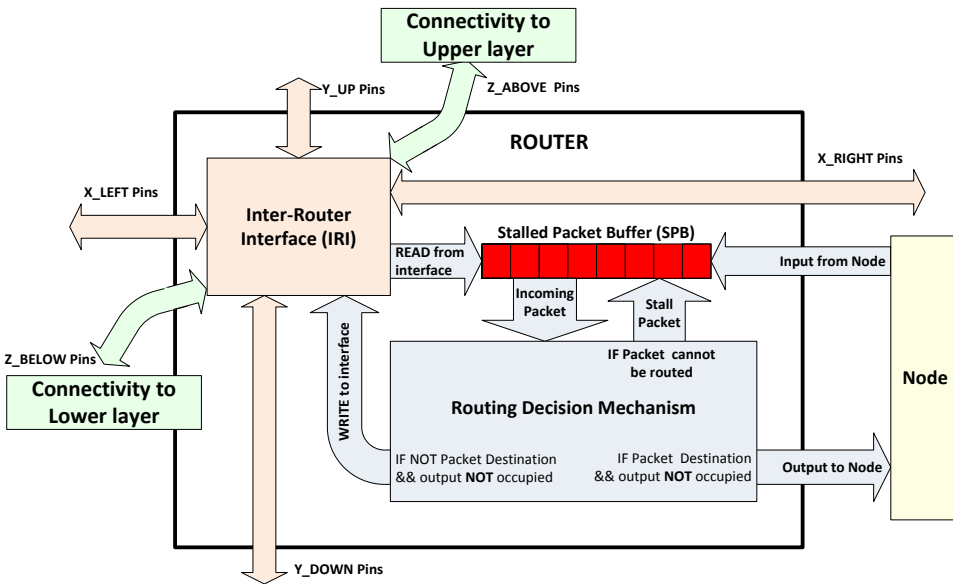 Connectivity to
Upper layer
Y_UP Pins
Z_ABOVE  Pins
ROUTER
X_RIGHT Pins
X_LEFT Pins
Inter-Router
Interface (IRI)
Stalled Packet Buffer (SPB)
READ from
interface
Input from Node
Incoming
Packet
Stall
Packet
Z_BELOW Pins
Connectivity to
Lower layer
WRITE to interface
IF Packet  cannot
be routed
Routing Decision Mechanism
Node
IF NOT Packet Destination
&& output NOT occupied
IF Packet  Destination
&& output NOT occupied
Output to Node
Y_DOWN Pins